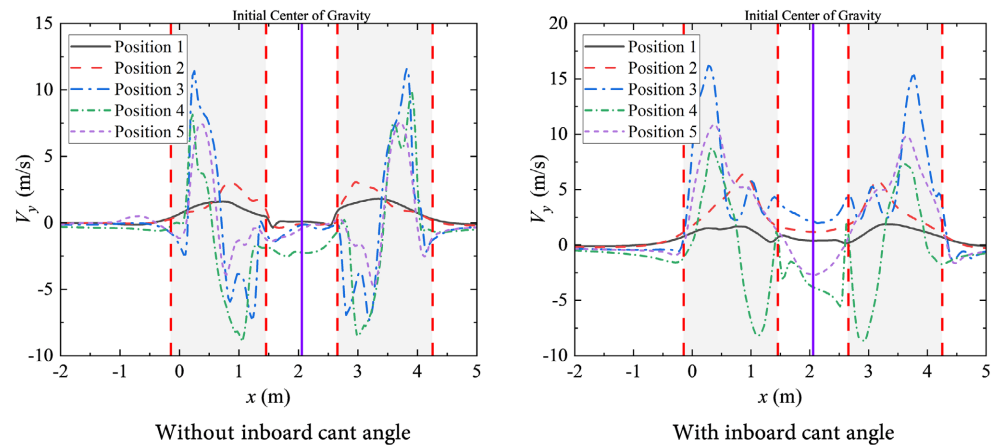 Initial Center of Gravity
15
10
5
0
-5
-10
-2
-1
0
1
2
3
4
5
Vy (m/s)
x (m)
Position 1
Position 2
Position 3
Position 4
Position 5
Without inboard cant angle
Initial Center of Gravity
20
15
10
5
0
-5
-10
-2
-1
0
1
2
3
4
5
Vy (m/s)
x (m)
Position 1
Position 2
Position 3
Position 4
Position 5
With inboard cant angle